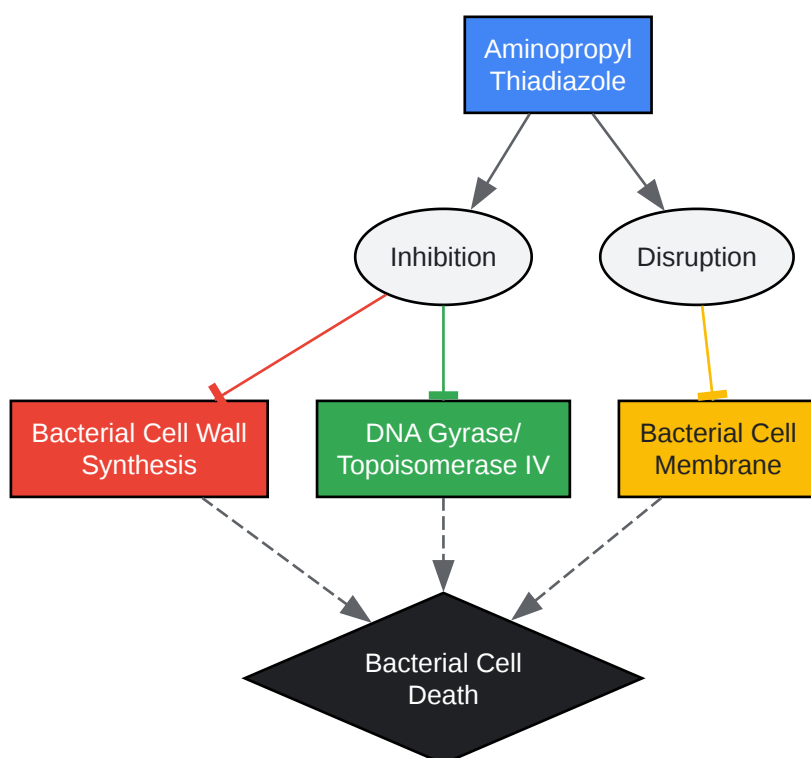 Aminopropyl
Thiadiazole
Inhibition
Disruption
Bacterial Cell Wall
Synthesis
DNA Gyrase/
Topoisomerase IV
Bacterial Cell
Membrane
Bacterial Cell
Death